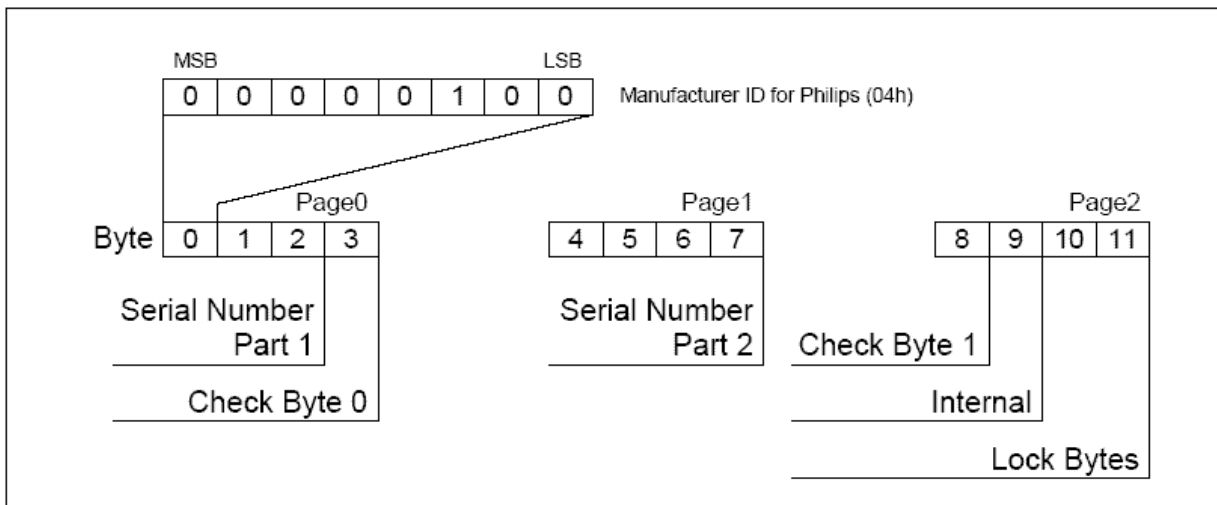 MSB LSB
0 0 0 0 0 1 0 0 Manufacturer ID for Philips (04h)
Page0 Page1 Page2
Byte 0 1 2 3 4 5 6 7 8 9 10 11
Serial Number
Part 1
Check Byte 0
Serial Number
Part 2
Check Byte 1
Internal
Lock Bytes